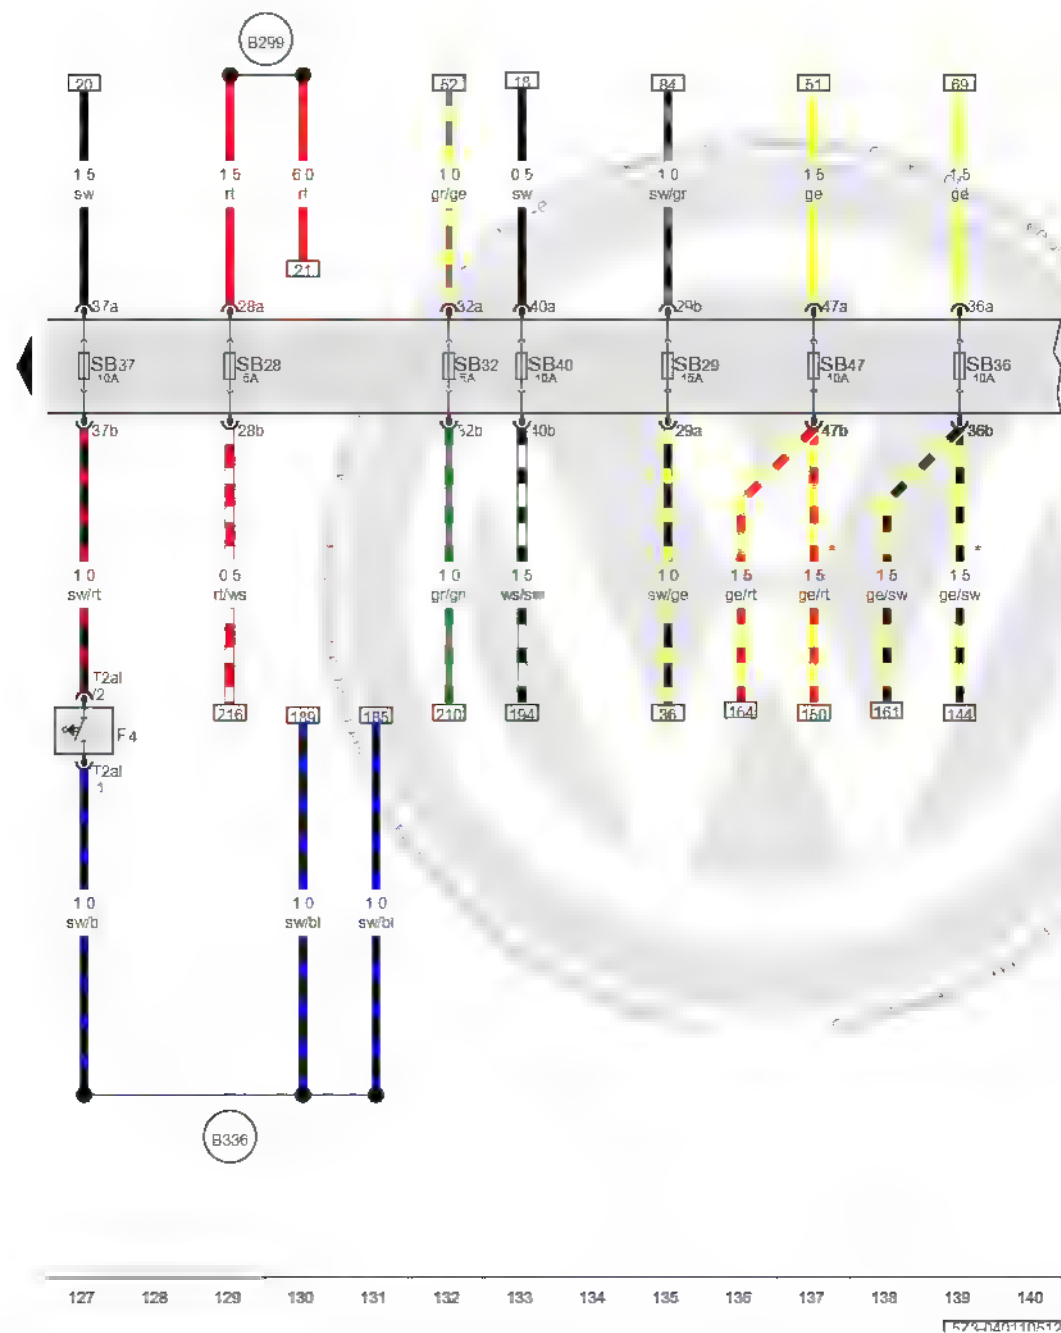 B299
20
52
18
84
51
69
1.5
sw
1.5
rt
6.0
rt
1.0
gr/ge
0.5
sw
1.0
sw/gr
1.5
ge
1.5
ge
21
37a
28a
32a
40a
29b
47a
36a
SB37
10A
SB28
5A
SB32
5A
SB40
10A
SB29
15A
SB47
10A
SB36
10A
37b
28b
32b
40b
29a
47b
36b
*
*
1.0
sw/rt
0.5
rt/ws
1.0
gr/gn
1.5
ws/sw
1.0
sw/ge
1.5
ge/rt
1.5
ge/rt
1.5
ge/sw
1.5
ge/sw
T2al
/2
216
189
185
210
194
36
164
150
161
144
F4
T2al
1
1.0
sw/b
1.0
sw/bl
1.0
sw/bl
B336
127 128 129 130 131 132 133 134 135 136 137 138 139 140
573-040110512